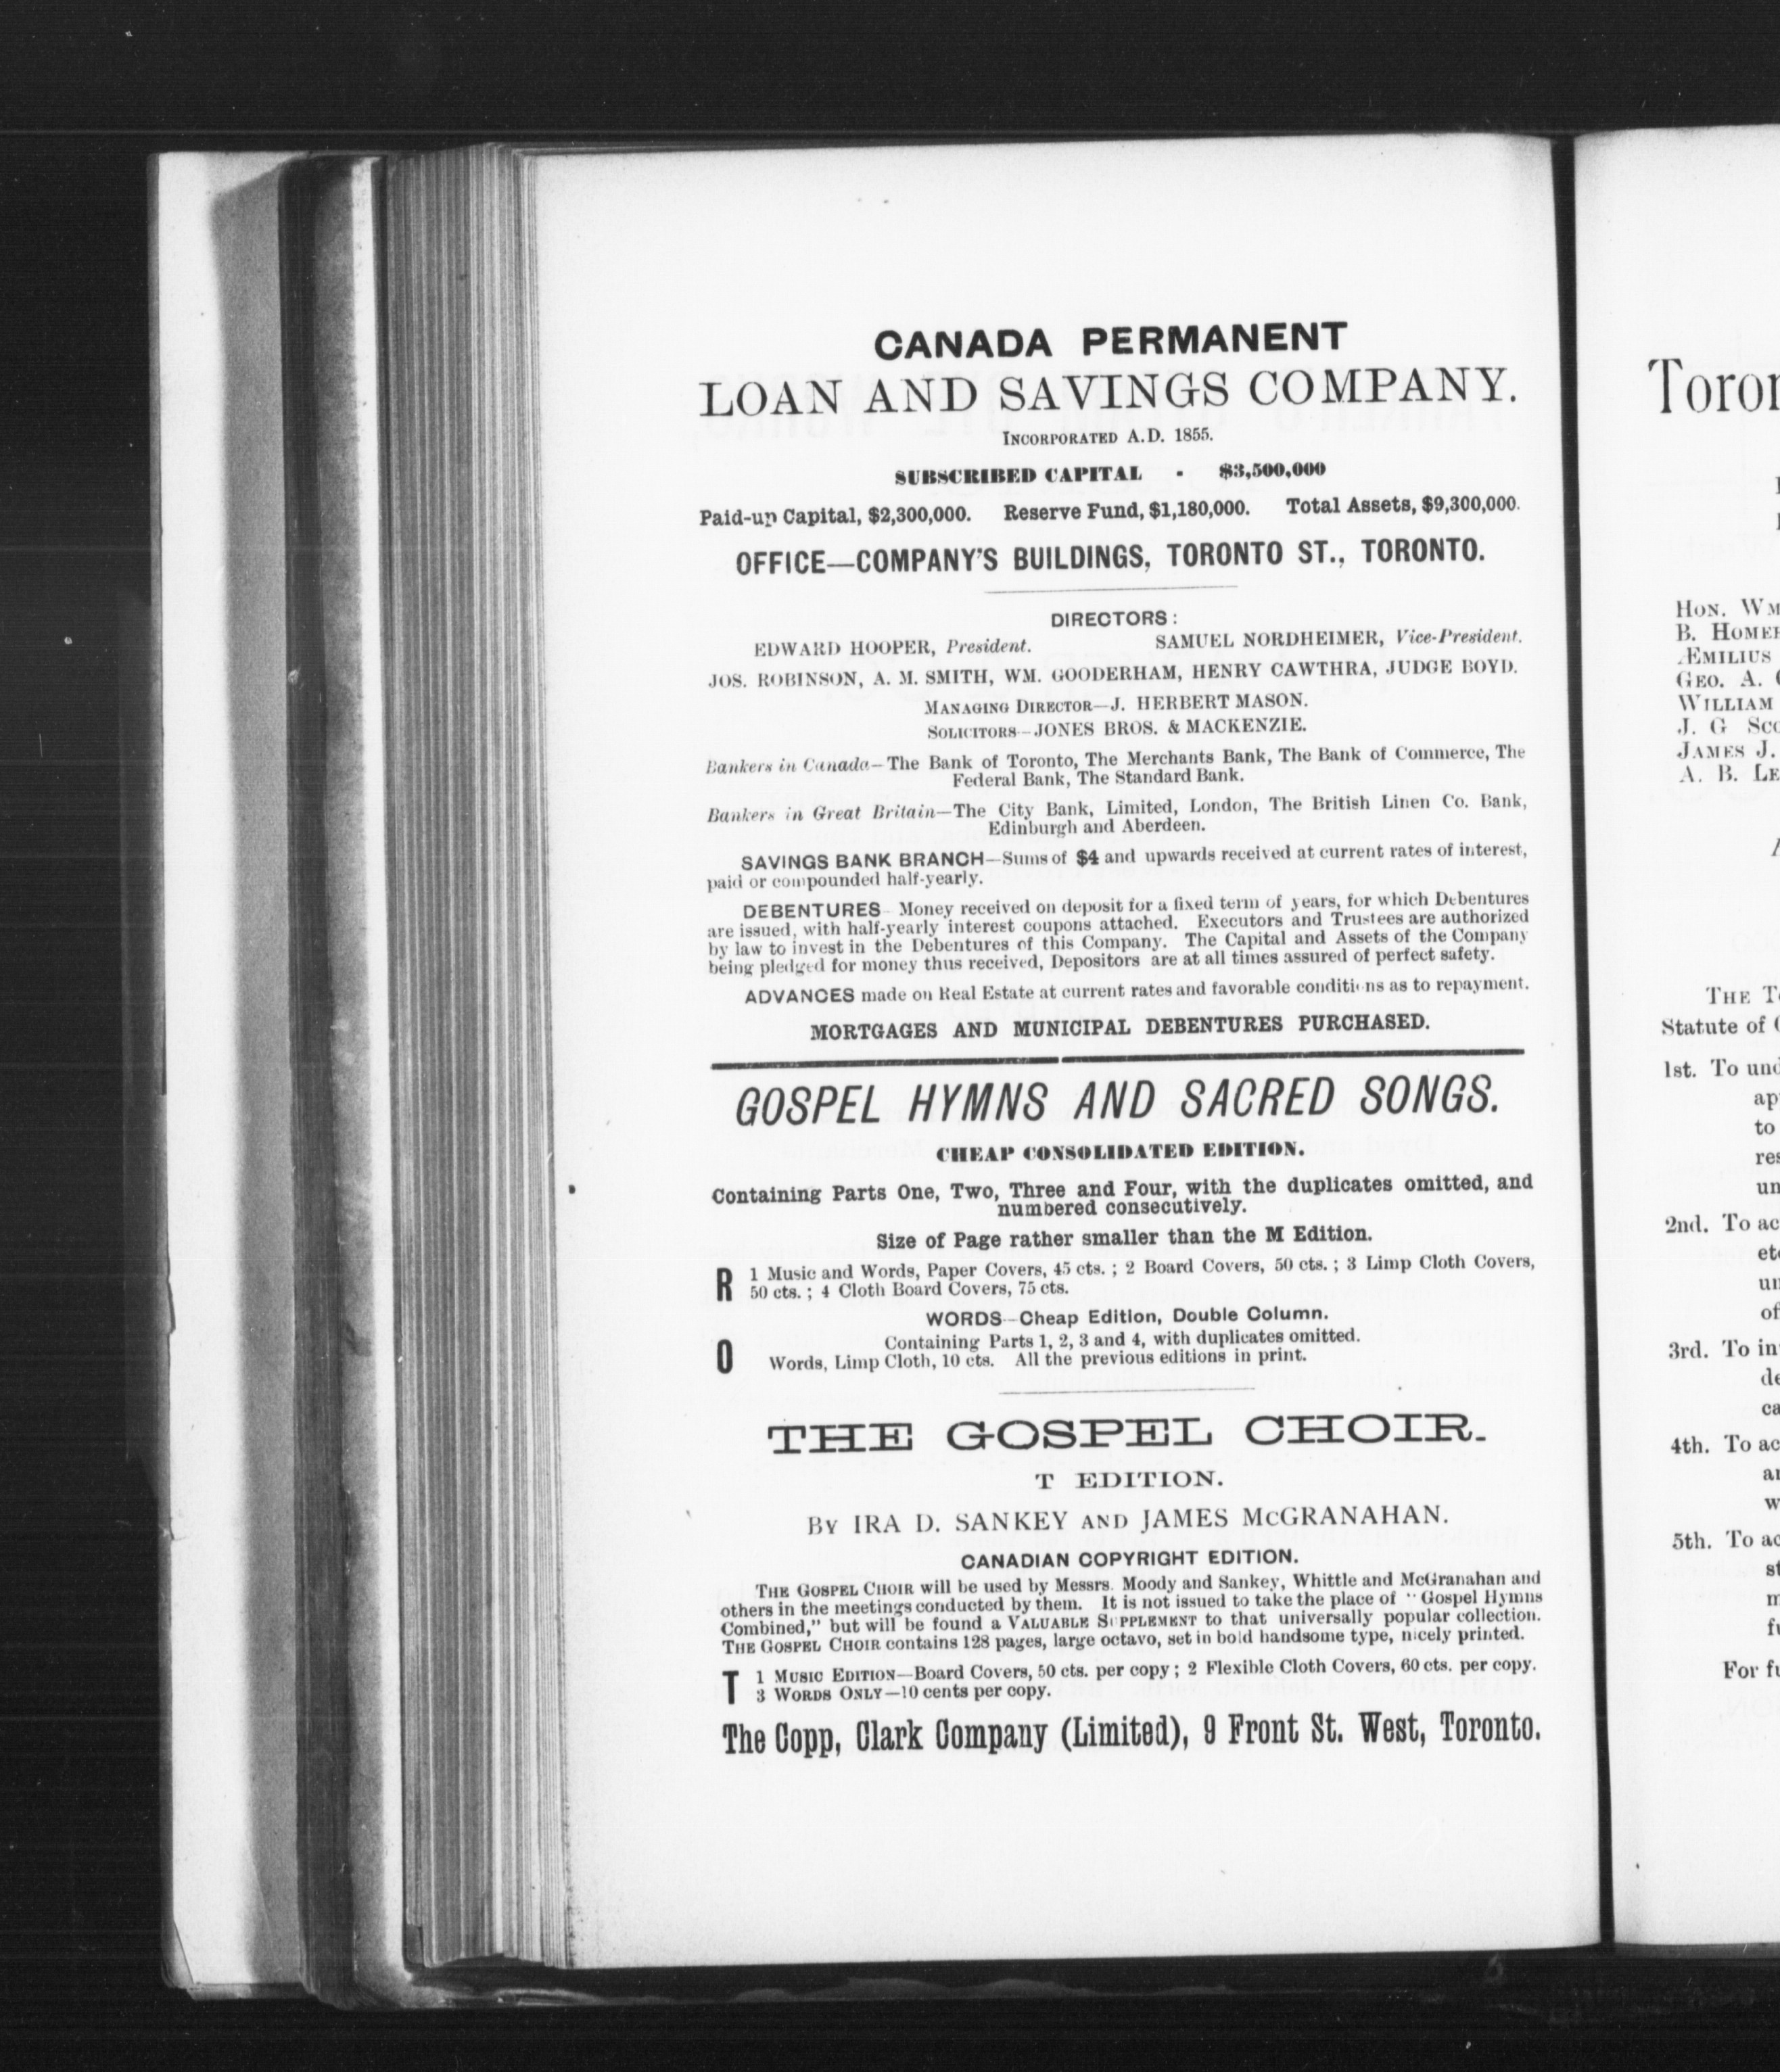 CANADA PERMANENT
LOAN AND SAVINGS COMPANY.
INCORPORATED A.D. 1855.
SUBSCRIBED CAPITAL - $3,500,000
Paid-up Capital, $2,300,000. Reserve Fund, $1,180,000. Total Assets, $9,300,000.
OFFICE—COMPANY'S BUILDINGS, TORONTO ST., TORONTO.
DIRECTORS:
EDWARD HOOPER, President. SAMUEL NORDHEIMER, Vice-President.
JOS. ROBINSON, A. M. SMITH, WM. GOODERHAM, HENRY CAWTHRA, JUDGE BOYD.
MANAGING DIRECTOR—J. HERBERT MASON.
SOLICITORS—JONES BROS. & MACKENZIE.
Bankers in Canada—The Bank of Toronto, The Merchants Bank, The Bank of Commerce, The
Federal Bank, The Standard Bank.
Bankers in Great Britain—The City Bank, Limited, London, The British Linen Co. Bank,
Edinburgh and Aberdeen.
SAVINGS BANK BRANCH—Sums of $4 and upwards received at current rates of interest,
paid or compounded half-yearly.
DEBENTURES—Money received on deposit for a fixed term of years, for which Debentures
are issued, with half-yearly interest coupons attached. Executors and Trustees are authorized
by law to invest in the Debentures of this Company. The Capital and Assets of the Company
being pledged for money thus received, Depositors are at all times assured of perfect safety.
ADVANCES made on Real Estate at current rates and favorable conditions as to repayment.
MORTGAGES AND MUNICIPAL DEBENTURES PURCHASED.
GOSPEL HYMNS AND SACRED SONGS.
CHEAP CONSOLIDATED EDITION.
Containing Parts One, Two, Three and Four, with the duplicates omitted, and
numbered consecutively.
Size of Page rather smaller than the M Edition.
R 1 Music and Words, Paper Covers, 45 cts. ; 2 Board Covers, 50 cts. ; 3 Limp Cloth Covers,
50 cts. ; 4 Cloth Board Covers, 75 cts.
WORDS—Cheap Edition, Double Column.
Containing Parts 1, 2, 3 and 4, with duplicates omitted.
O Words, Limp Cloth, 10 cts. All the previous editions in print.
THE GOSPEL CHOIR.
T EDITION.
BY IRA D. SANKEY AND JAMES McGRANAHAN.
CANADIAN COPYRIGHT EDITION.
THE GOSPEL CHOIR will be used by Messrs. Moody and Sankey, Whittle and McGranahan and
others in the meetings conducted by them. It is not issued to take the place of "Gospel Hymns
Combined," but will be found a VALUABLE SUPPLEMENT to that universally popular collection.
THE GOSPEL CHOIR contains 128 pages, large octavo, set in bold handsome type, nicely printed.
T 1 MUSIC EDITION—Board Covers, 50 cts. per copy ; 2 Flexible Cloth Covers, 60 cts. per copy.
3 WORDS ONLY—10 cents per copy.
The Copp, Clark Company (Limited), 9 Front St. West, Toronto.
HON. WM
B.
ÆMILIUS
GEO. A.
WILLIAM
J. G
JAMES J.
A. B.
THE
Statute of
1st. To
to
2nd. To
3rd. To
4th. To
5th. To
For